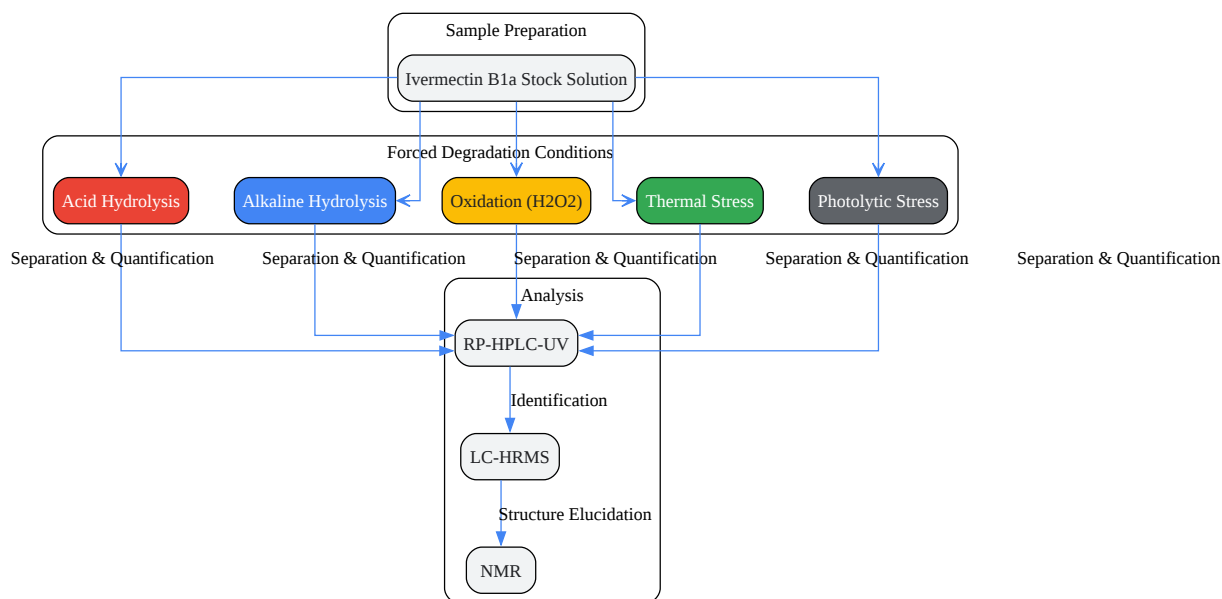 Sample Preparation
Ivermectin B1a Stock Solution
Forced Degradation Conditions
Acid Hydrolysis
Alkaline Hydrolysis
Oxidation (H2O2)
Thermal Stress
Photolytic Stress
Separation & Quantification
Separation & Quantification
Separation & Quantification
Separation & Quantification
Separation & Quantification
Analysis
RP-HPLC-UV
Identification
LC-HRMS
Structure Elucidation
NMR